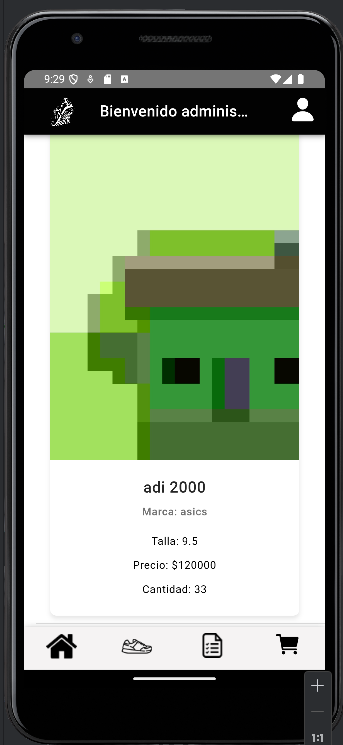 9:29
Bienvenido adminis...
adi 2000
Marca: asics
Talla: 9.5
Precio: $120000
Cantidad: 33
1:1